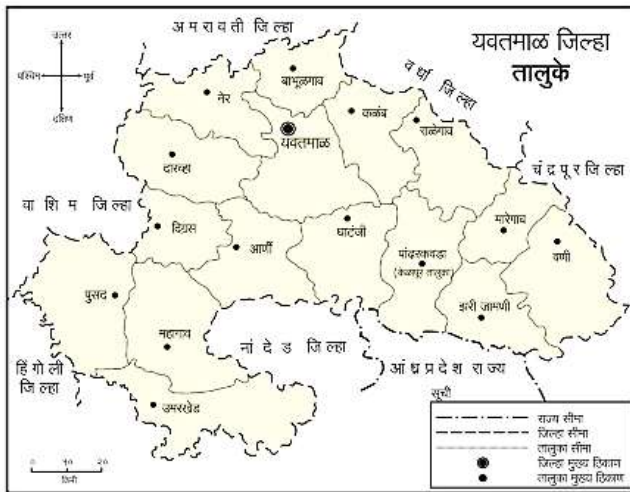 अमरावती जिल्हा
यवतमाळ जिल्हा
तालुके
उत्तर
पश्चिम पूर्व
दक्षिण
वर्धा जिल्हा
बाभूळगाव
नेर
कळंब
राळेगाव
यवतमाळ
दारव्हा
चंद्रपूर जिल्हा
वाशिम जिल्हा
दिग्रस
आर्णी
घाटंजी
मारेगाव
वणी
पांढरकवडा
(केळापूर तालुका)
पुसद
झरी जामणी
महागाव
नांदेड जिल्हा
हिंगोली
जिल्हा
आंध्रप्रदेश राज्य
उमरखेड
सूची
राज्य सीमा
जिल्हा सीमा
तालुका सीमा
जिल्हा मुख्य ठिकाण
तालुका मुख्य ठिकाण
0 10 20
किमी